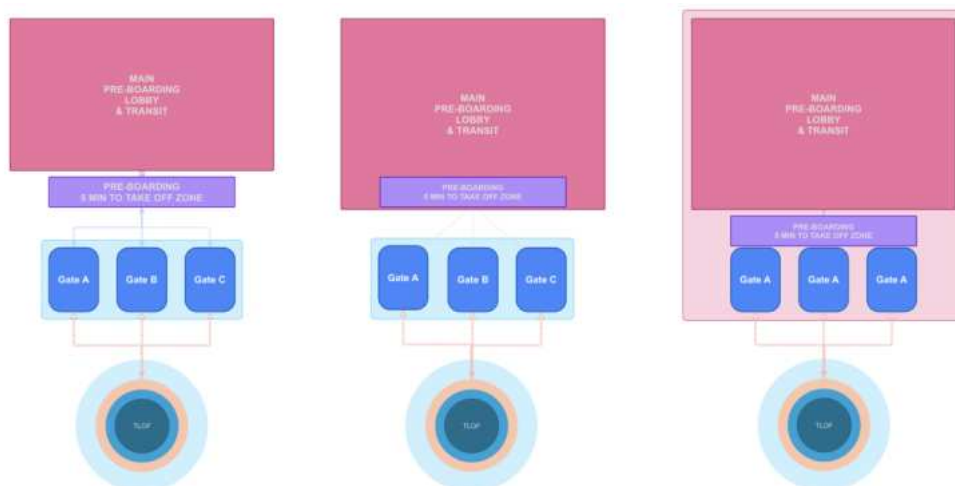 MAIN
PRE-BOARDING
LOBBY
& TRANSIT
PRE-BOARDING
5 MIN TO TAKE OFF ZONE
Gate A
Gate B
Gate C
TLOF
MAIN
PRE-BOARDING
LOBBY
& TRANSIT
PRE-BOARDING
5 MIN TO TAKE OFF ZONE
Gate A
Gate B
Gate C
TLOF
MAIN
PRE-BOARDING
LOBBY
& TRANSIT
PRE-BOARDING
5 MIN TO TAKE OFF ZONE
Gate A
Gate A
Gate A
TLOF